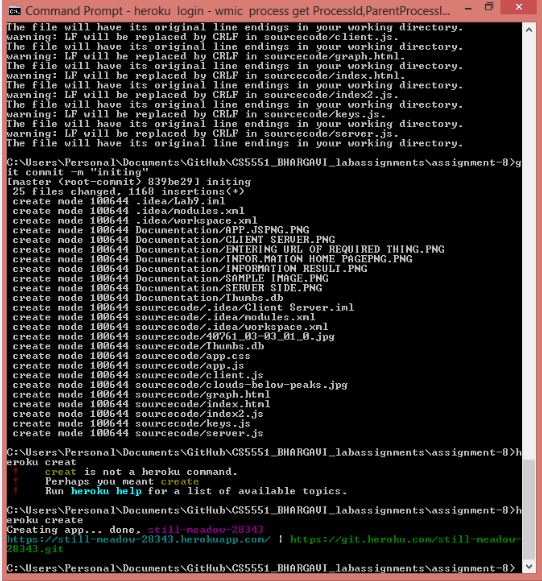 Command Prompt - heroku login - wmic process get ProcessId,ParentProcessI...
The file will have its original line endings in your working directory.
warning: LF will be replaced by CRLF in sourcecode/client.js.
The file will have its original line endings in your working directory.
warning: LF will be replaced by CRLF in sourcecode/graph.html.
The file will have its original line endings in your working directory.
warning: LF will be replaced by CRLF in sourcecode/index.html.
The file will have its original line endings in your working directory.
warning: LF will be replaced by CRLF in sourcecode/index2.js.
The file will have its original line endings in your working directory.
warning: LF will be replaced by CRLF in sourcecode/keys.js.
The file will have its original line endings in your working directory.
warning: LF will be replaced by CRLF in sourcecode/server.js.
The file will have its original line endings in your working directory.
C:\Users\Personal\Documents\GitHub\CS5551_BHARGAVI_labassignments\assignment-8>g
it commit -m "initing"
[master (root-commit) 839be29] initing
25 files changed, 1168 insertions(+)
create mode 100644 .idea/Lab9.iml
create mode 100644 .idea/modules.xml
create mode 100644 .idea/workspace.xml
create mode 100644 Documentation/APP.JSPNG.PNG
create mode 100644 Documentation/CLIENT SERVER.PNG
create mode 100644 Documentation/ENTERING URL OF REQUIRED THING.PNG
create mode 100644 Documentation/INFOR.MATION HOME PAGEPNG.PNG
create mode 100644 Documentation/INFORMATION RESULT.PNG
create mode 100644 Documentation/SAMPLE IMAGE.PNG
create mode 100644 Documentation/SERVER SIDE.PNG
create mode 100644 Documentation/Thumbs.db
create mode 100644 sourcecode/.idea/Client Server.iml
create mode 100644 sourcecode/.idea/modules.xml
create mode 100644 sourcecode/.idea/workspace.xml
create mode 100644 sourcecode/40761_03-03_01_0.jpg
create mode 100644 sourcecode/Thumbs.db
create mode 100644 sourcecode/app.css
create mode 100644 sourcecode/app.js
create mode 100644 sourcecode/client.js
create mode 100644 sourcecode/clouds-below-peaks.jpg
create mode 100644 sourcecode/graph.html
create mode 100644 sourcecode/index.html
create mode 100644 sourcecode/index2.js
create mode 100644 sourcecode/keys.js
create mode 100644 sourcecode/server.js
C:\Users\Personal\Documents\GitHub\CS5551_BHARGAVI_labassignments\assignment-8>h
eroku creat
! creat is not a heroku command.
! Perhaps you meant create
! Run heroku help for a list of available topics.
C:\Users\Personal\Documents\GitHub\CS5551_BHARGAVI_labassignments\assignment-8>h
eroku create
Creating app... done, still-meadow-28343
https://still-meadow-28343.herokuapp.com/ | https://git.heroku.com/still-meadow-
28343.git
C:\Users\Personal\Documents\GitHub\CS5551_BHARGAVI_labassignments\assignment-8>